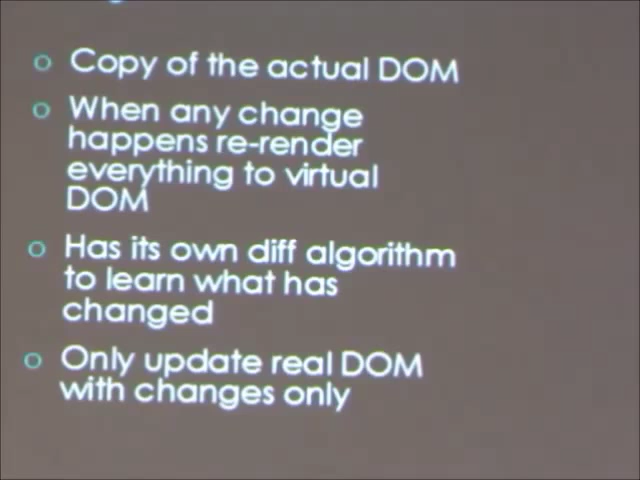 Copy of the actual DOM
When any change
happens re-render
everything to virtual
DOM
Has its own diff algorithm
to learn what has
changed
Only update real DOM
with changes only